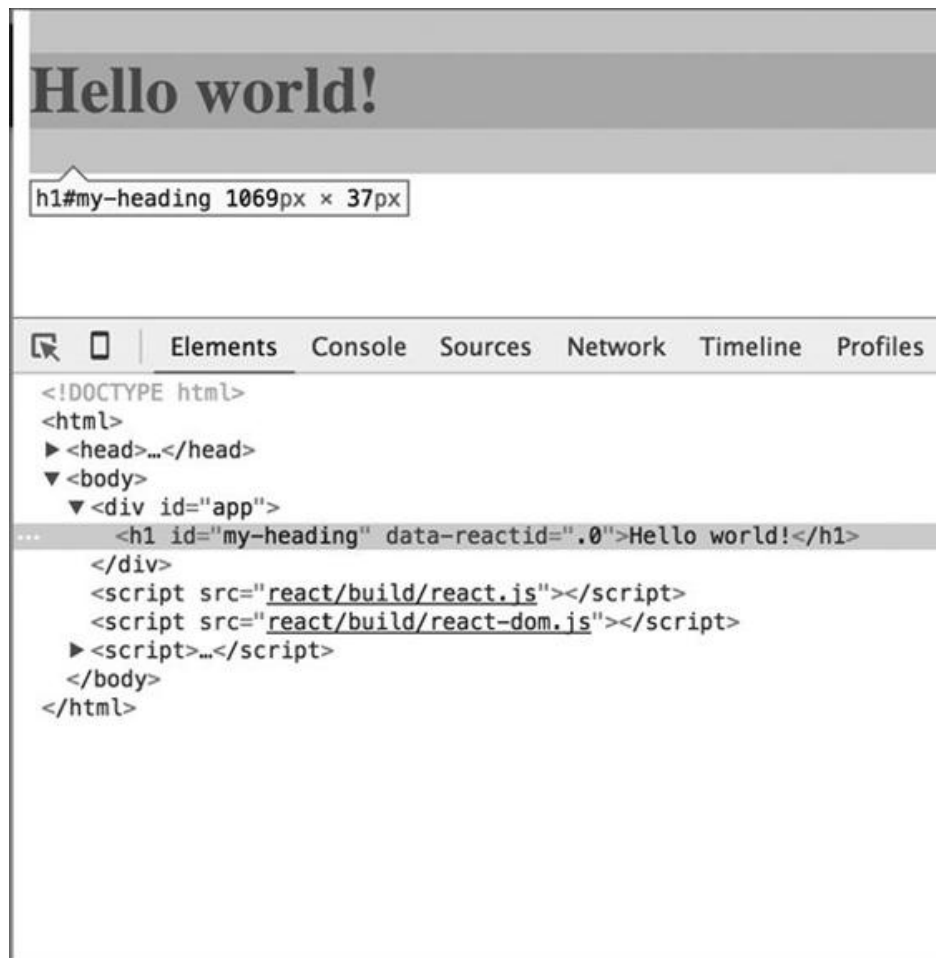 Hello world!
h1#my-heading 1069px × 37px
Elements Console Sources Network Timeline Profiles
<!DOCTYPE html>
<html>
▶<head>…</head>
▼<body>
▼<div id="app">
<h1 id="my-heading" data-reactid=".0">Hello world!</h1>
</div>
<script src="react/build/react.js"></script>
<script src="react/build/react-dom.js"></script>
▶<script>…</script>
</body>
</html>